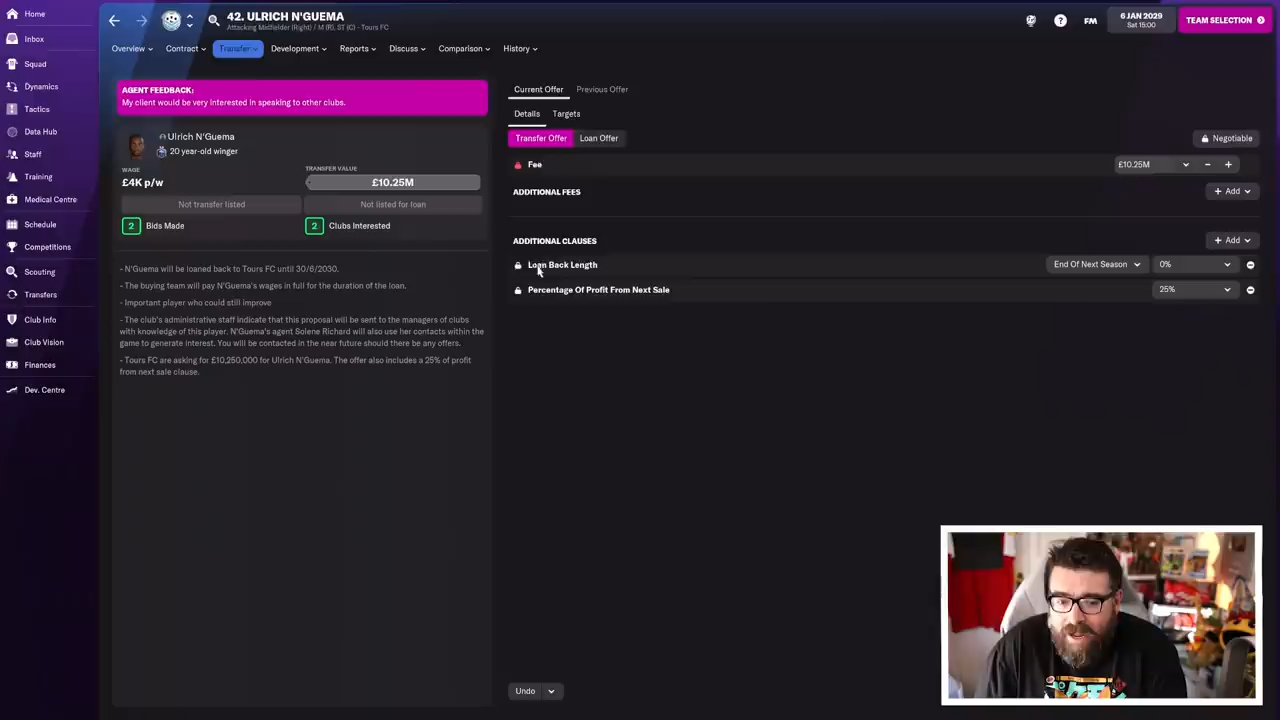 42. ULRICH N'GUEMA
Attacking Midfielder (Right) / M (R), ST (C) - Tours FC
FM
6 JAN 2029
Sat 15:00
TEAM SELECTION
Home
Inbox
Squad
Dynamics
Tactics
Data Hub
Staff
Training
Medical Centre
Schedule
Competitions
Scouting
Transfers
Club Info
Club Vision
Finances
Dev. Centre
Overview
Contract
Transfer
Development
Reports
Discuss
Comparison
History
AGENT FEEDBACK:
My client would be very interested in speaking to other clubs.
Ulrich N'Guema
20 year-old winger
WAGE
£4K p/w
TRANSFER VALUE
£10.25M
Not transfer listed
Not listed for loan
2 Bids Made
2 Clubs Interested
- N'Guema will be loaned back to Tours FC until 30/6/2030.
- The buying team will pay N'Guema's wages in full for the duration of the loan.
- Important player who could still improve
- The club's administrative staff indicate that this proposal will be sent to the managers of clubs
with knowledge of this player. N'Guema's agent Solene Richard will also use her contacts within the
game to generate interest. You will be contacted in the near future should there be any offers.
- Tours FC are asking for £10,250,000 for Ulrich N'Guema. The offer also includes a 25% of profit
from next sale clause.
Current Offer
Previous Offer
Details
Targets
Transfer Offer
Loan Offer
Negotiable
Fee
£10.25M
ADDITIONAL FEES
+ Add
ADDITIONAL CLAUSES
+ Add
Loan Back Length
End Of Next Season
0%
Percentage Of Profit From Next Sale
25%
Undo